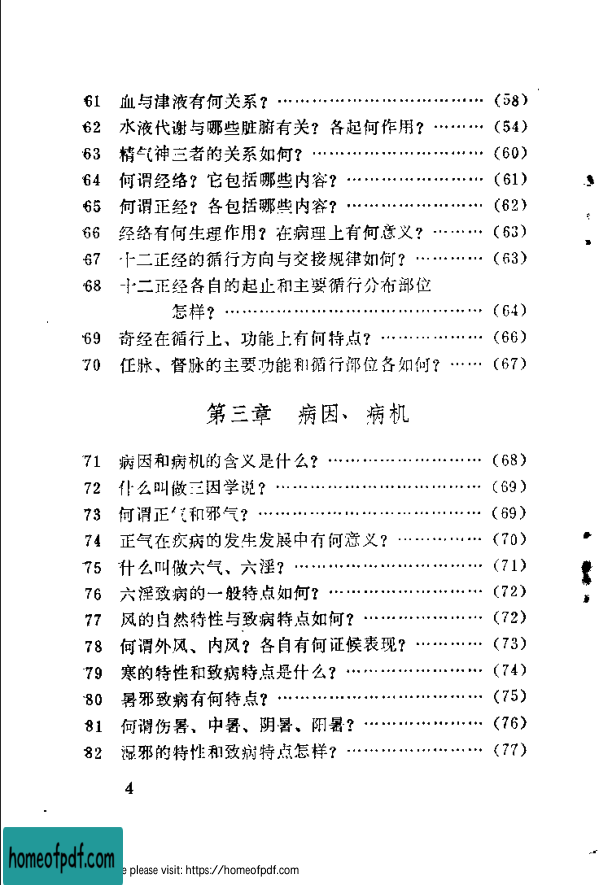 61 血与津液有何关系？……………………………（58）
62 水液代谢与哪些脏腑有关？各起何作用？………（54）
63 精气神三者的关系如何？………………………（60）
64 何谓经络？它包括哪些内容？…………………（61）
65 何谓正经？各包括哪些内容？…………………（62）
66 经络有何生理作用？在病理上有何意义？………（63）
67 十二正经的循行方向与交接规律如何？…………（63）
68 十二正经各自的起止和主要循行分布部位
怎样？……………………………………（64）
69 奇经在循行上、功能上有何特点？……………（66）
70 任脉、督脉的主要功能和循行部位各如何？……（67）
第三章 病因、病机
71 病因和病机的含义是什么？……………………（68）
72 什么叫做三因学说？……………………………（69）
73 何谓正气和邪气？………………………………（69）
74 正气在疾病的发生发展中有何意义？…………（70）
75 什么叫做六气、六淫？…………………………（71）
76 六淫致病的一般特点如何？……………………（72）
77 风的自然特性与致病特点如何？………………（72）
78 何谓外风、内风？各自有何证候表现？………（73）
79 寒的特性和致病特点是什么？…………………（74）
80 暑邪致病有何特点？……………………………（75）
81 何谓伤暑、中暑、阴暑、阳暑？………………（76）
82 湿邪的特性和致病特点怎样？…………………（77）
4
homeofpdf.com
e please visit: https://homeofpdf.com